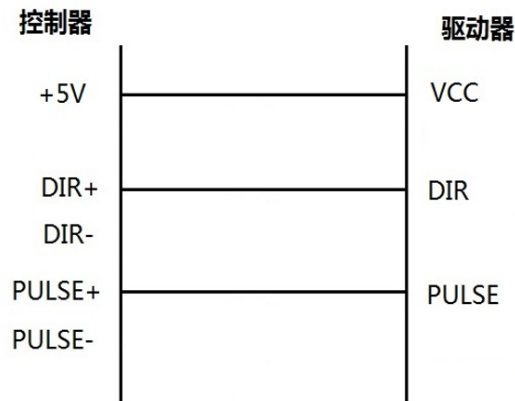 控制器
驱动器
+5V
VCC
DIR+
DIR
DIR-
PULSE+
PULSE
PULSE-